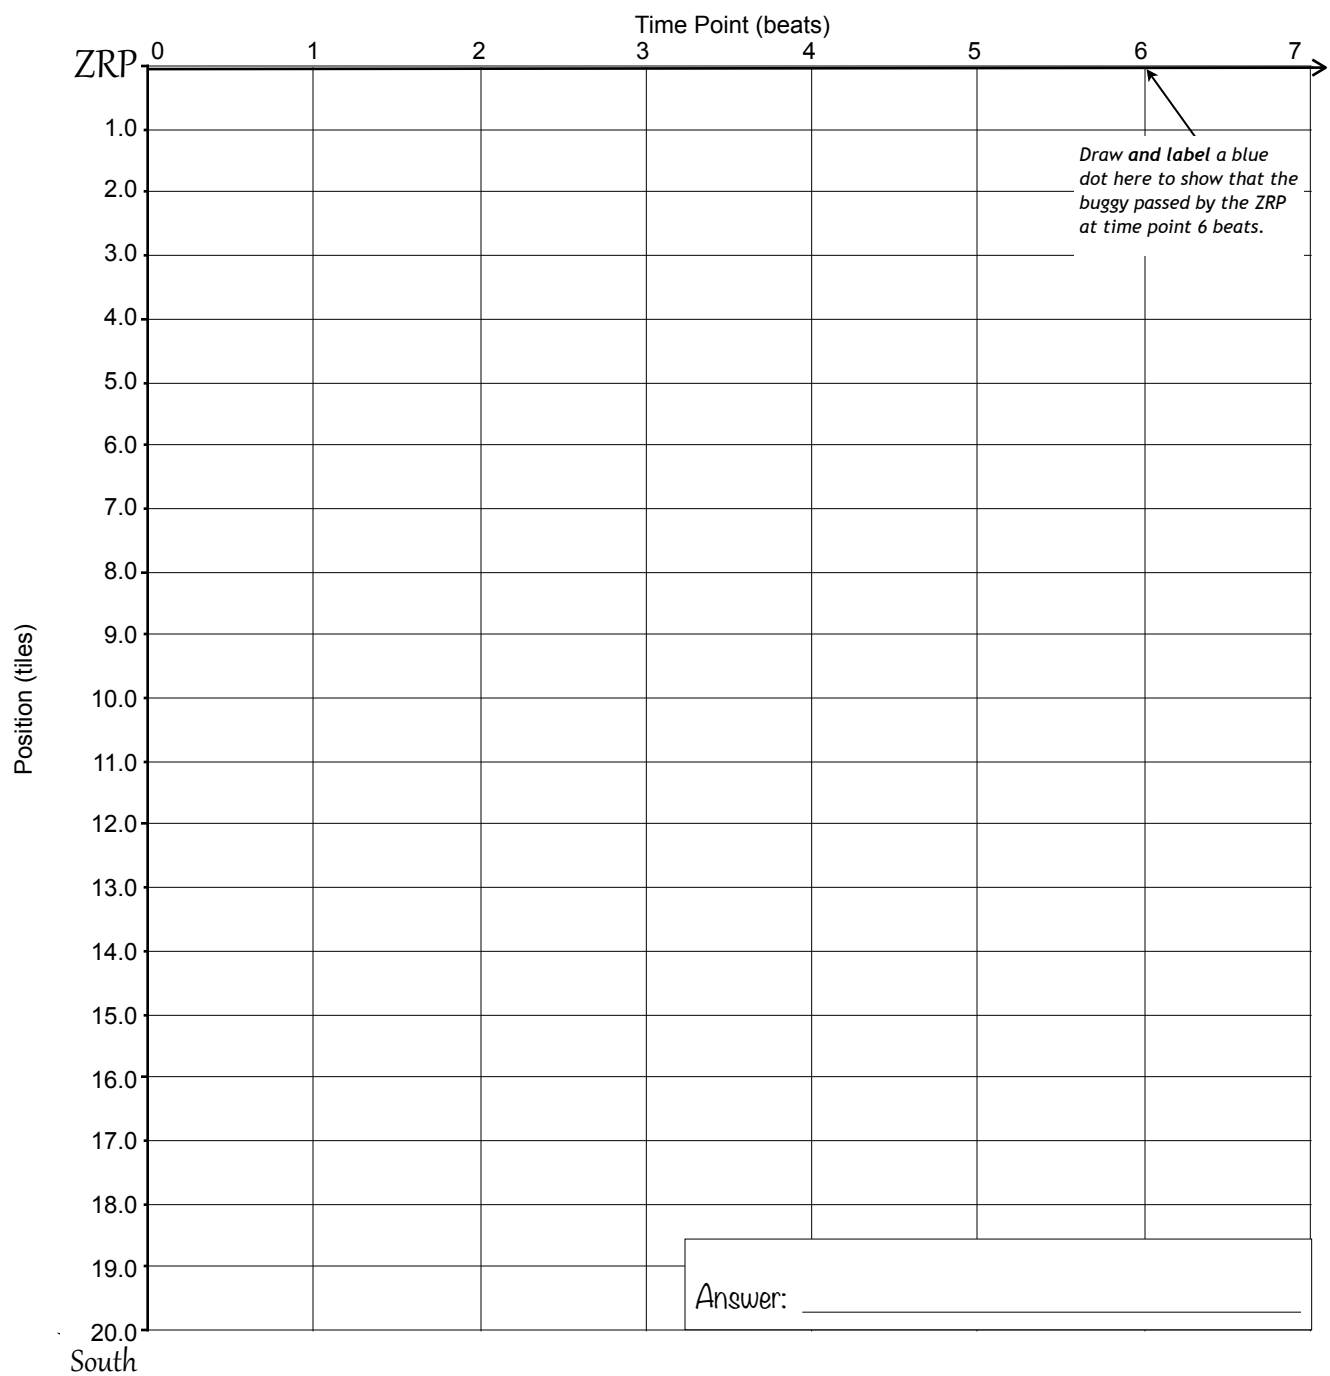 Time Point (beats)
0 1 2 3 4 5 6 7
ZRP
1.0
Draw and label a blue
dot here to show that the
buggy passed by the ZRP
at time point 6 beats.
2.0
3.0
4.0
5.0
6.0
7.0
8.0
9.0
Position (tiles)
10.0
11.0
12.0
13.0
14.0
15.0
16.0
17.0
18.0
19.0
Answer:
20.0
South